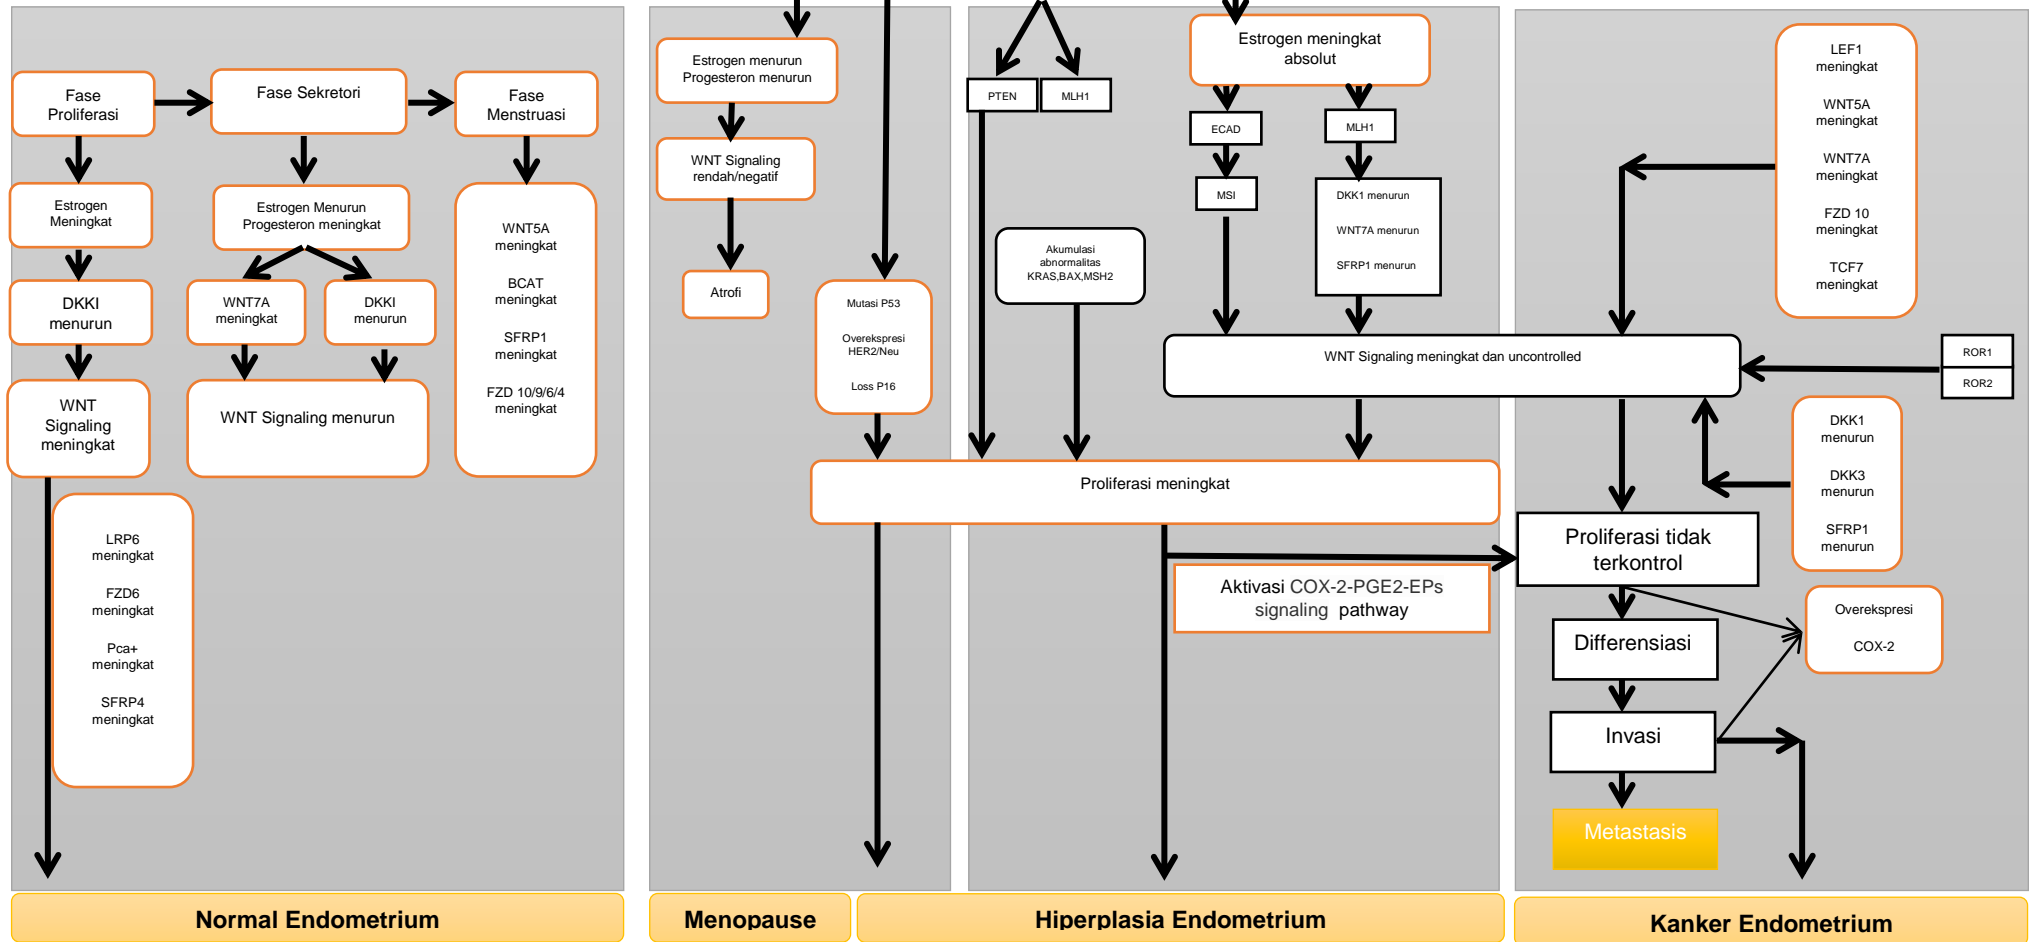 Fase
Proliferasi
Fase Sekretori
Fase
Menstruasi
Estrogen
Meningkat
Estrogen Menurun
Progesteron meningkat
WNT5A
meningkat
BCAT
meningkat
SFRP1
meningkat
FZD 10/9/6/4
meningkat
DKKI
menurun
WNT7A
meningkat
DKKI
menurun
WNT
Signaling
meningkat
WNT Signaling menurun
LRP6
meningkat
FZD6
meningkat
Pca+
meningkat
SFRP4
meningkat
Normal Endometrium
Estrogen menurun
Progesteron menurun
WNT Signaling
rendah/negatif
Atrofi
Mutasi P53
Overekspresi
HER2/Neu
Loss P16
Menopause
PTEN
MLH1
Estrogen meningkat
absolut
ECAD
MLH1
MSI
DKK1 menurun
WNT7A menurun
SFRP1 menurun
Akumulasi
abnormalitas
KRAS,BAX,MSH2
WNT Signaling meningkat dan uncontrolled
Proliferasi meningkat
Aktivasi COX-2-PGE2-EPs
signaling pathway
Hiperplasia Endometrium
LEF1
meningkat
WNT5A
meningkat
WNT7A
meningkat
FZD 10
meningkat
TCF7
meningkat
ROR1
ROR2
DKK1
menurun
DKK3
menurun
SFRP1
menurun
Proliferasi tidak
terkontrol
Differensiasi
Overekspresi
COX-2
Invasi
Metastasis
Kanker Endometrium